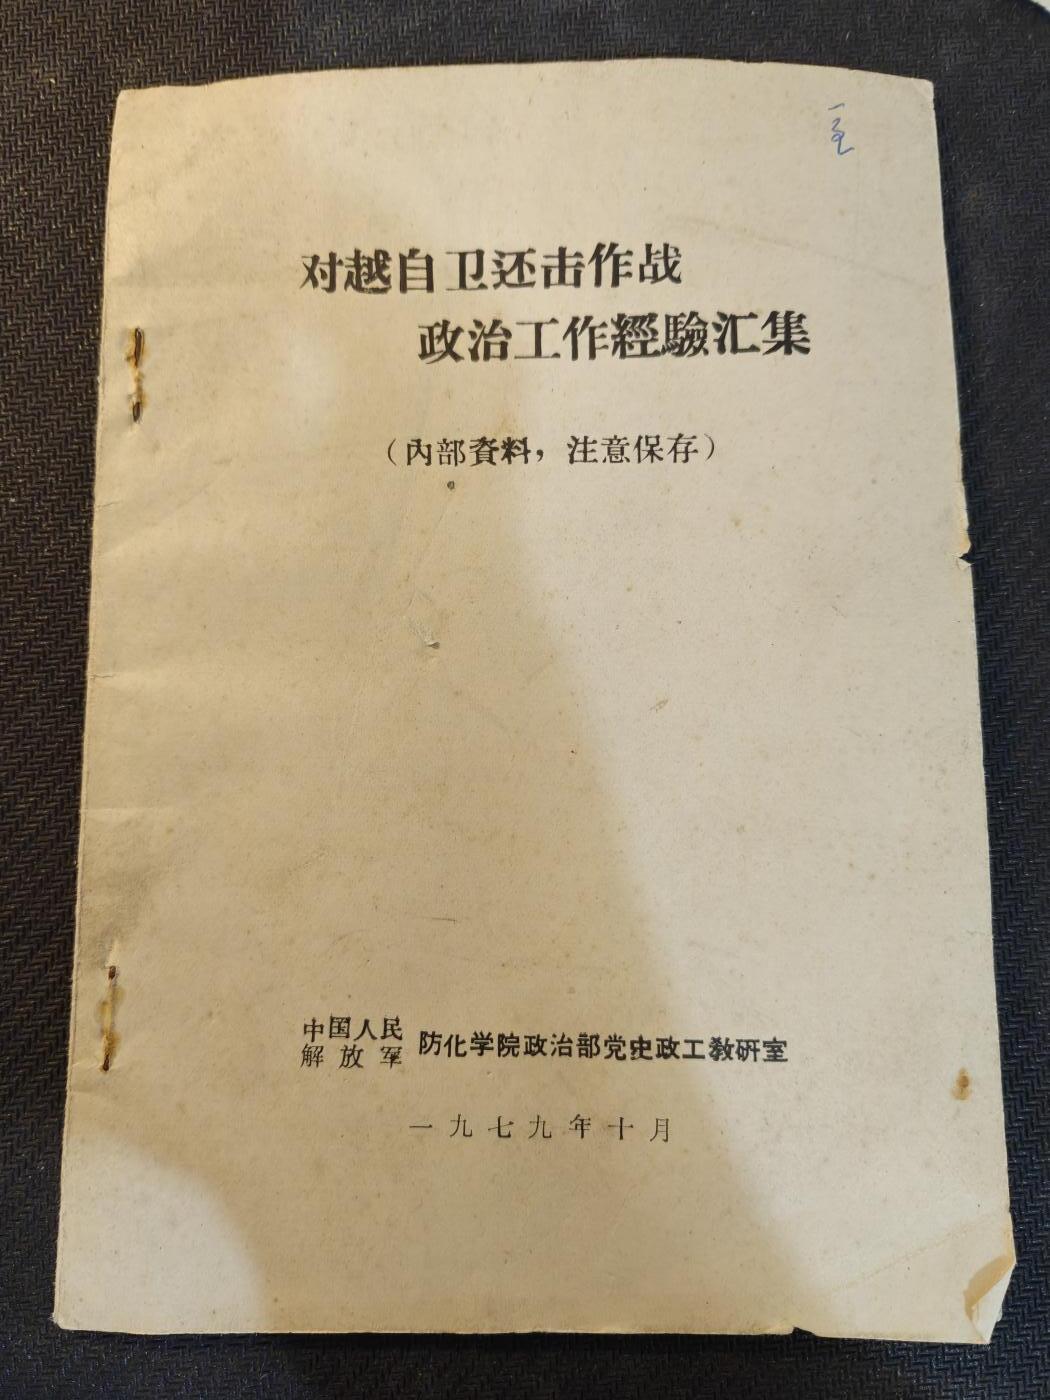 对越自卫还击作战
政治工作經驗汇集
（內部資料，注意保存）
中国人民
解放军 防化学院政治部党史政工教研室
一九七九年十月